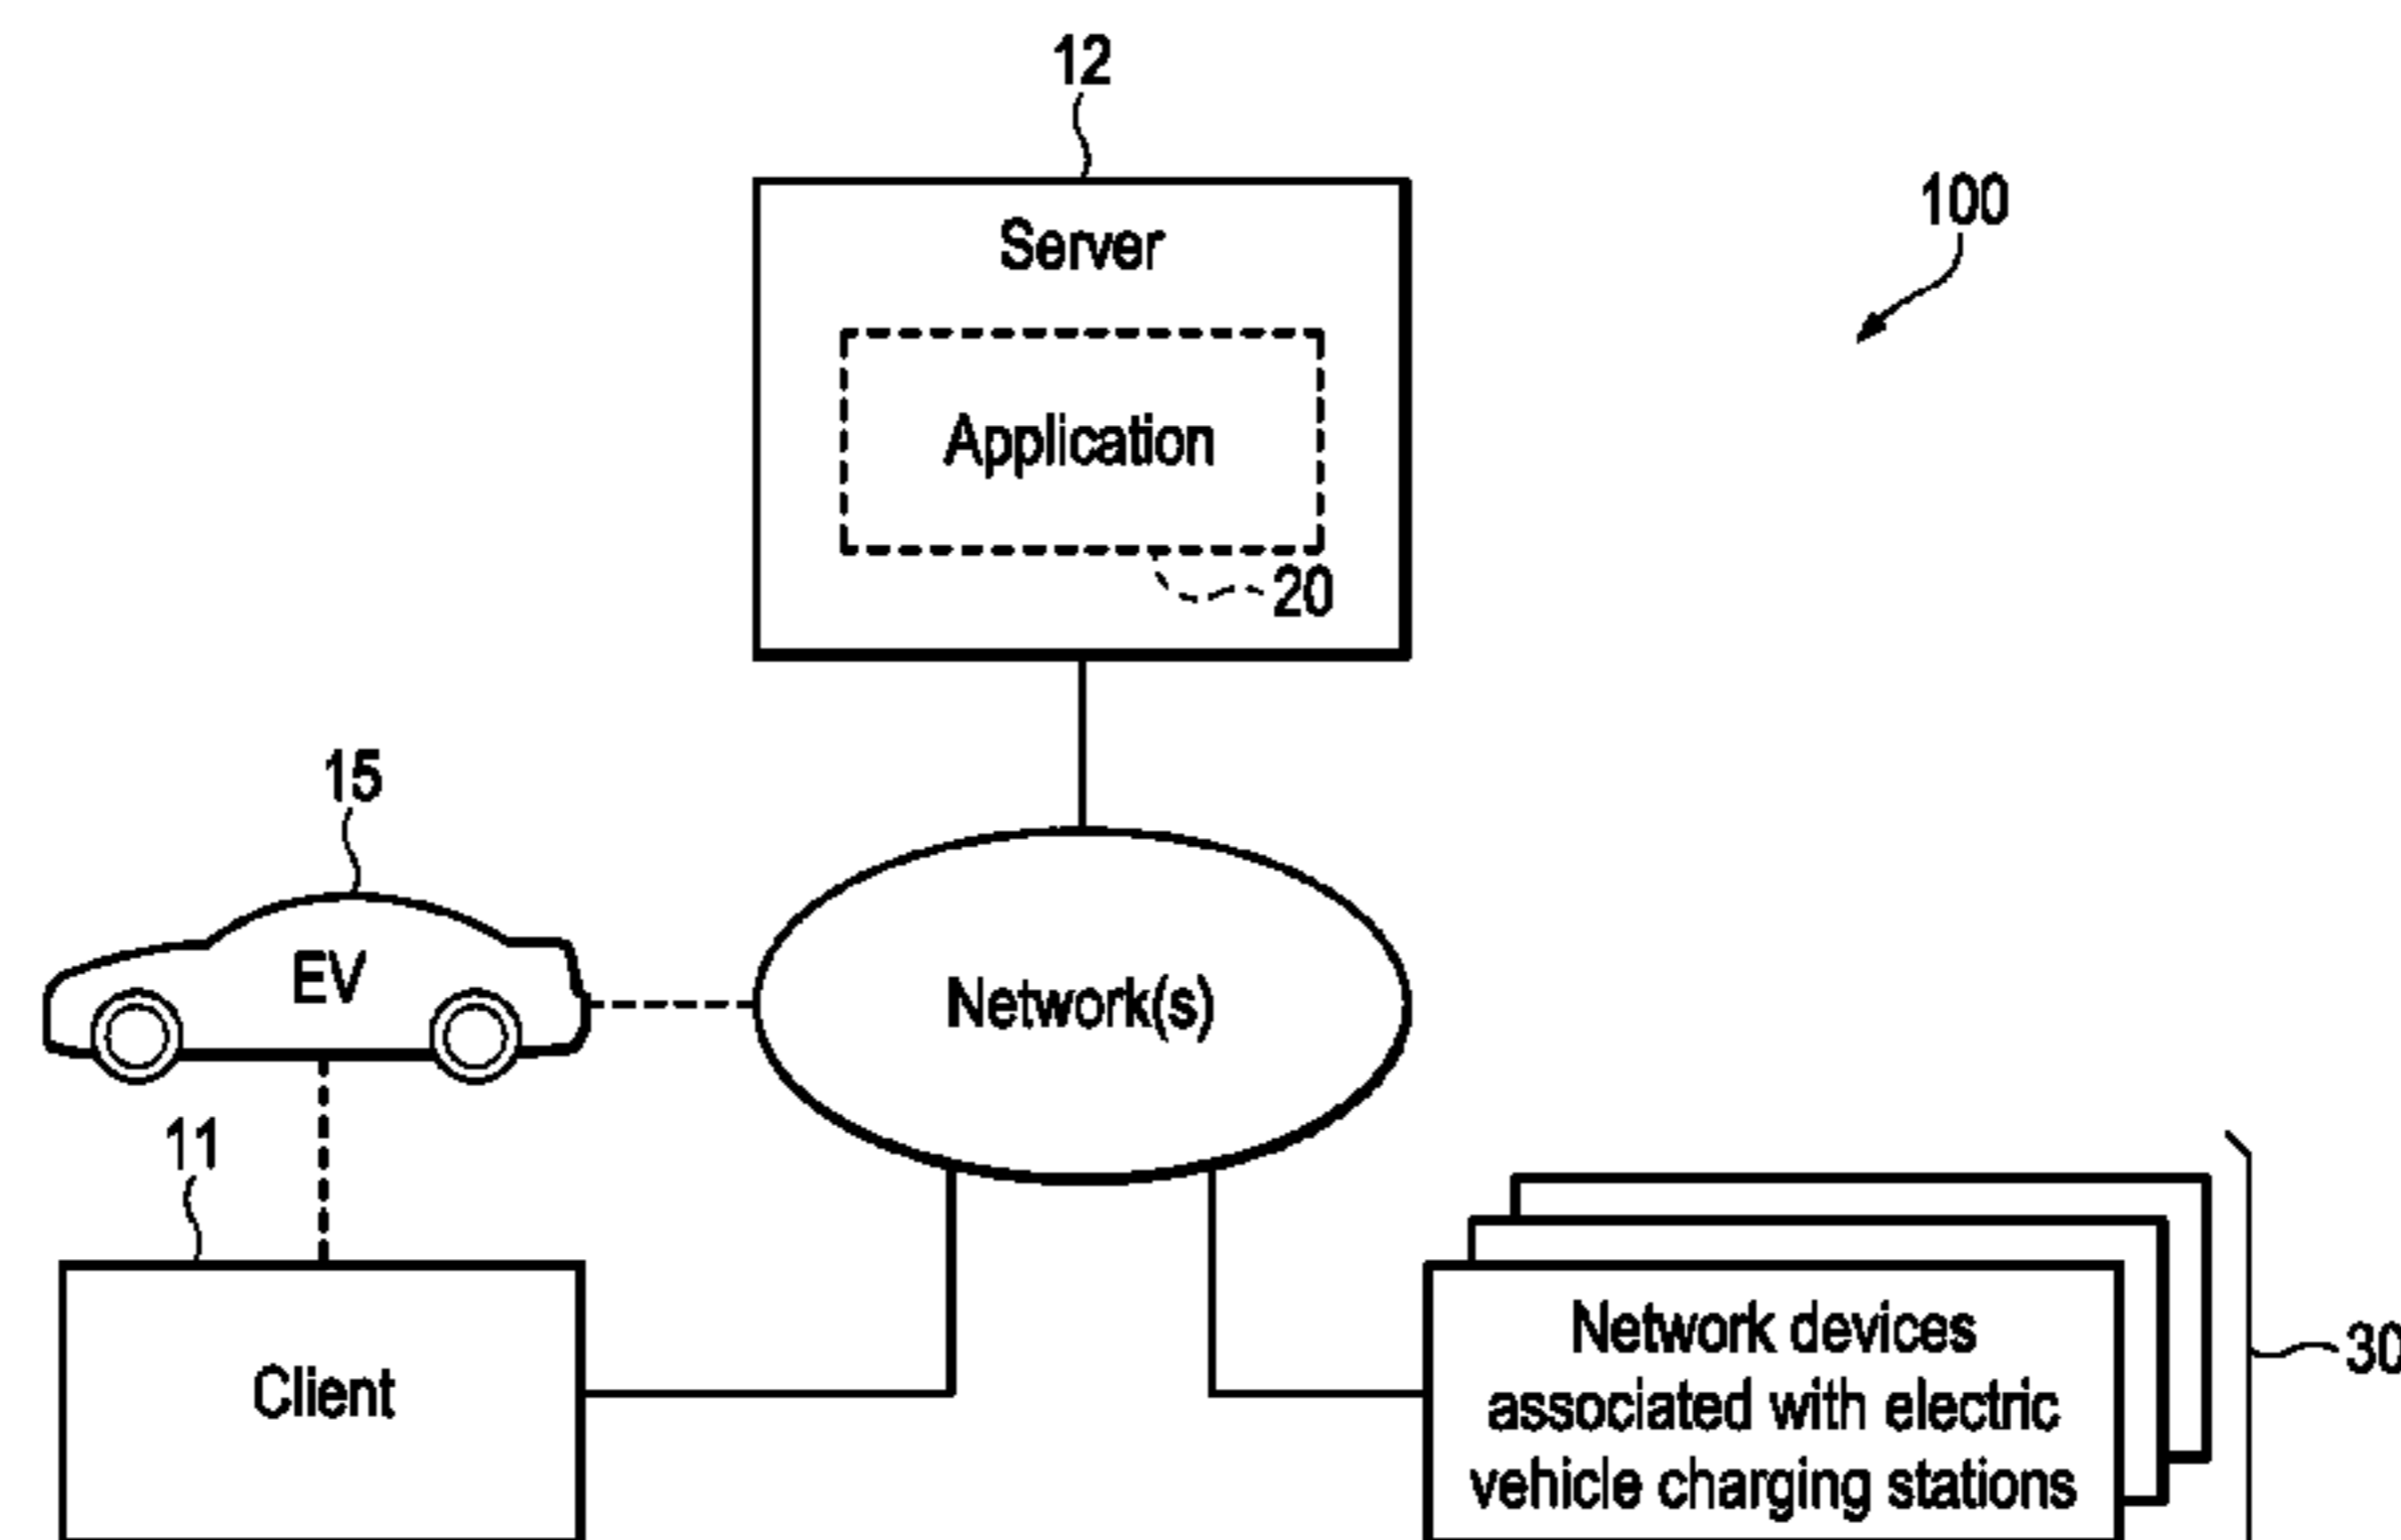 12
100
Server
Application
20
15
EV
Network(s)
11
Client
Network devices
associated with electric
vehicle charging stations
30